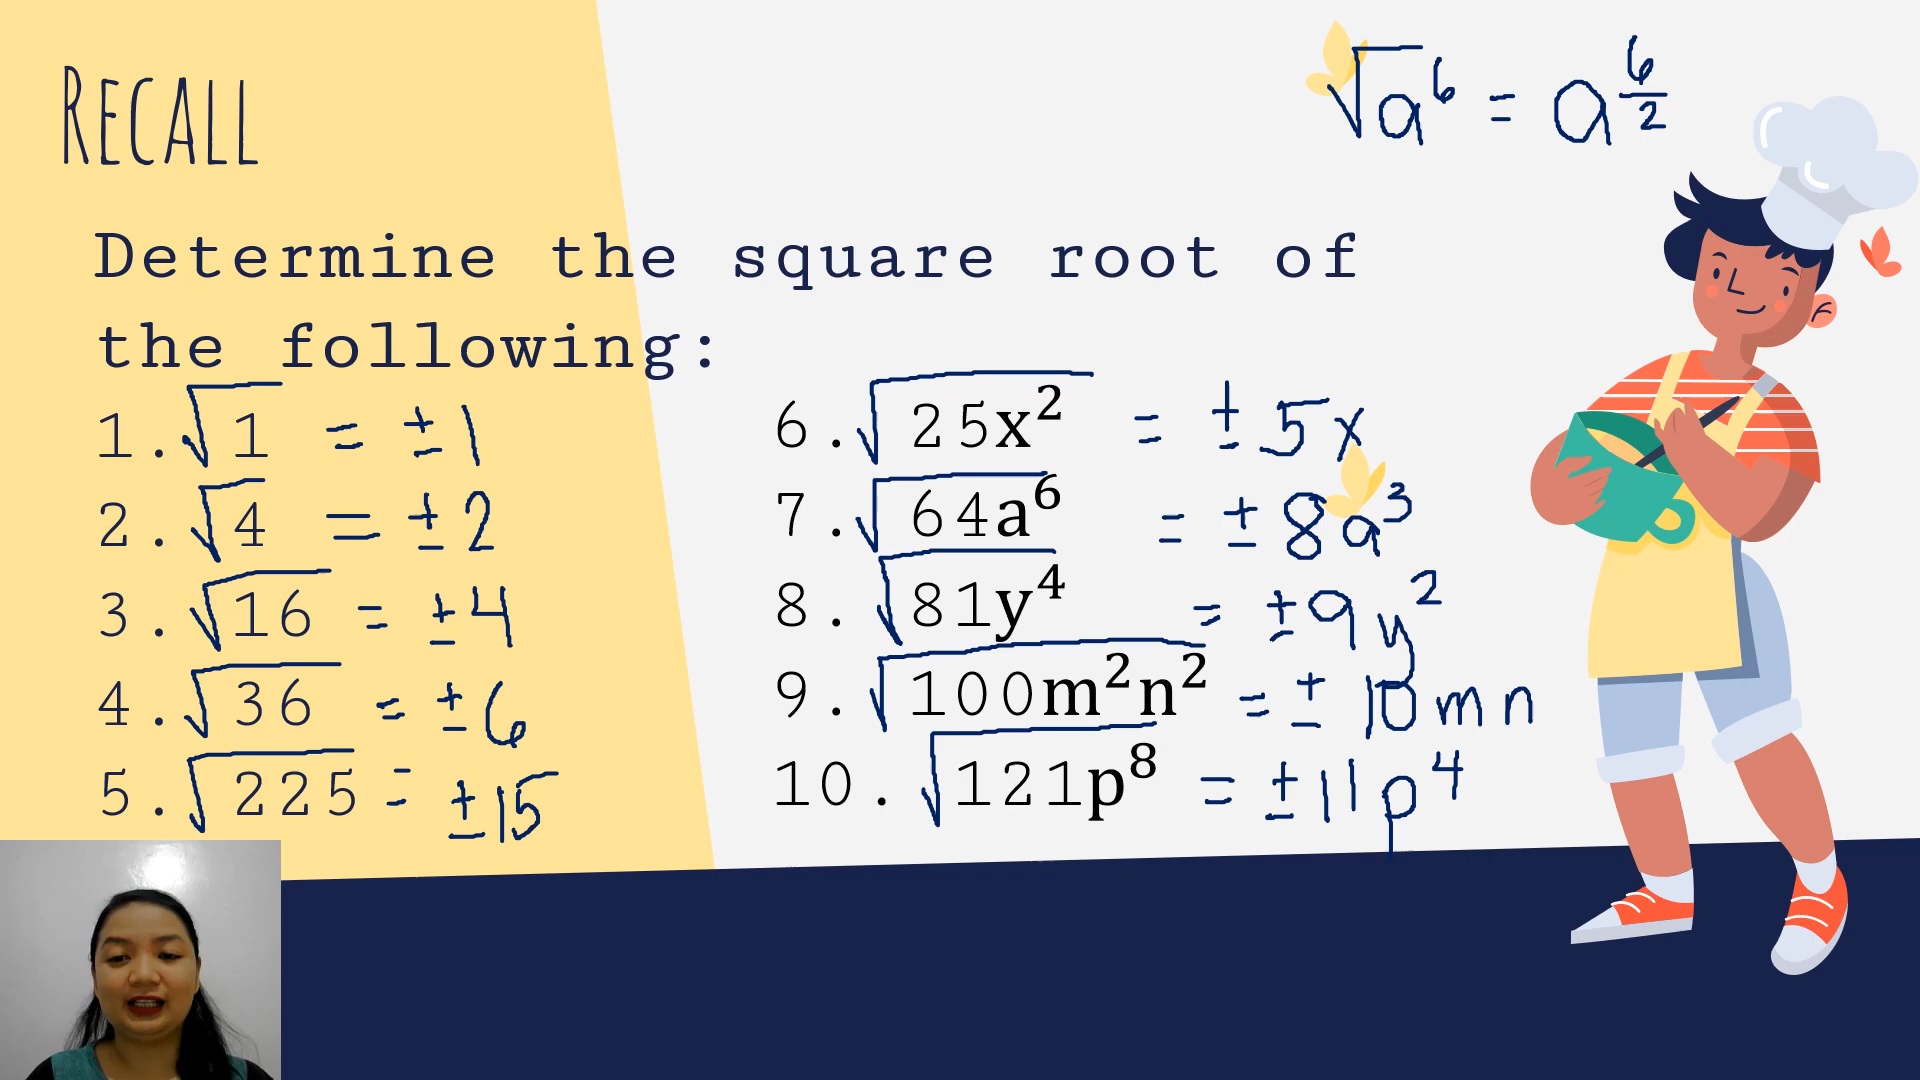 RECALL
√a⁶ = a^(6/2)
Determine the square root of
the following:
1. √1 = ±1
2. √4 = ±2
3. √16 = ±4
4. √36 = ±6
5. √225 = ±15
6. √25x² = ±5x
7. √64a⁶ = ±8a³
8. √81y⁴ = ±9y²
9. √100m²n² = ±10mn
10. √121p⁸ = ±11p⁴